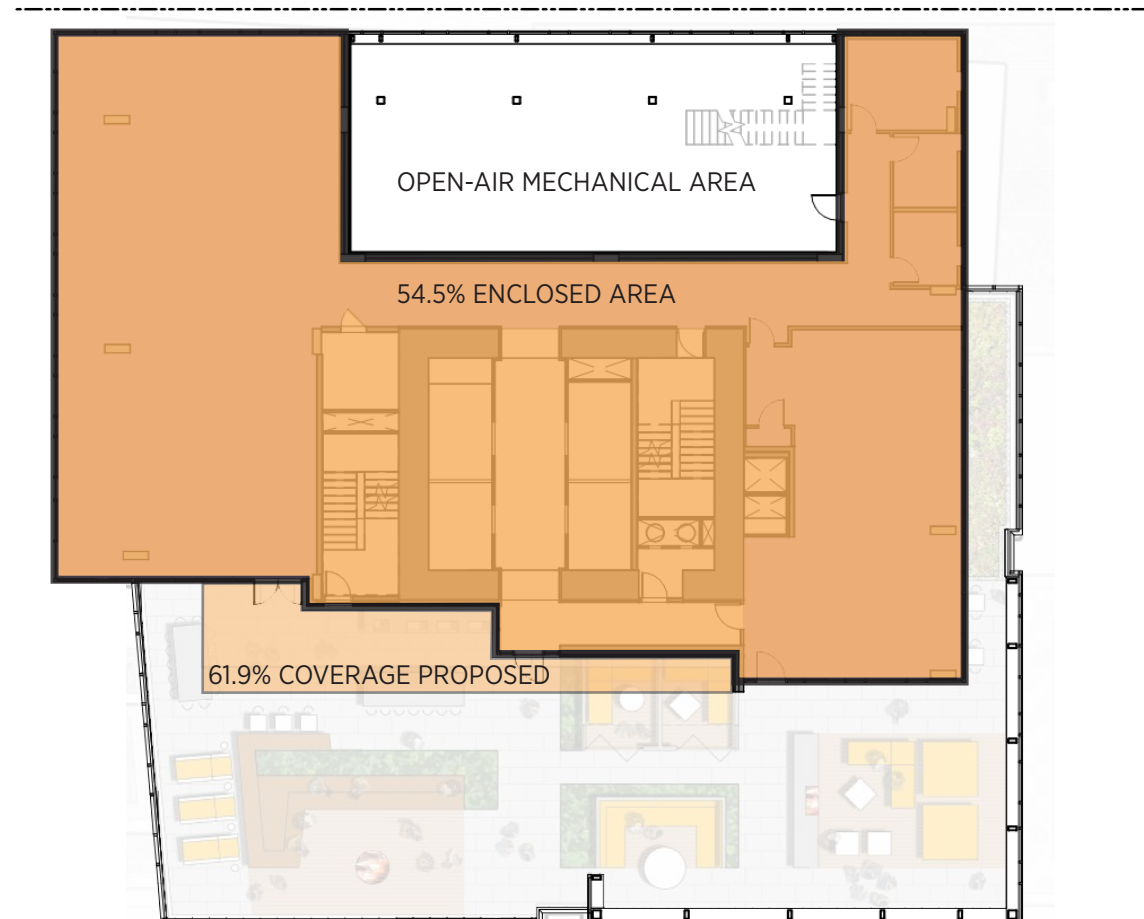 OPEN-AIR MECHANICAL AREA
54.5% ENCLOSED AREA
61.9% COVERAGE PROPOSED